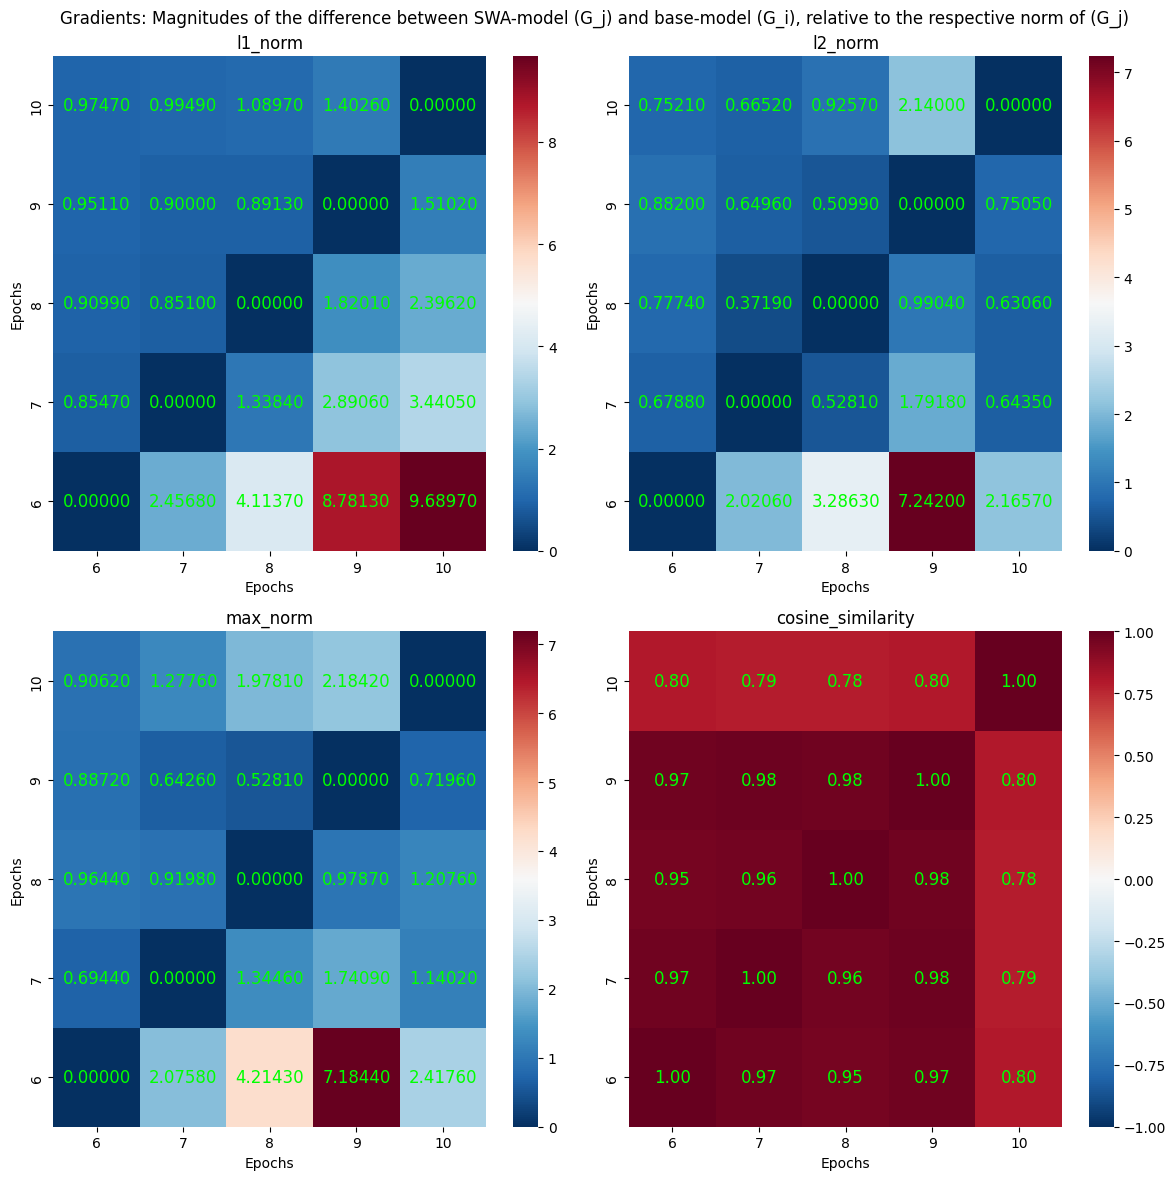 Gradients: Magnitudes of the difference between SWA-model (G_j) and base-model (G_i), relative to the respective norm of (G_j)
l1_norm
10 0.97470 0.99490 1.08970 1.40260 0.00000
9 0.95110 0.90000 0.89130 0.00000 1.51020
8 0.90990 0.85100 0.00000 1.82010 2.39620
7 0.85470 0.00000 1.33840 2.89060 3.44050
6 0.00000 2.45680 4.11370 8.78130 9.68970
6 7 8 9 10
Epochs
Epochs
8
6
4
2
0
l2_norm
10 0.75210 0.66520 0.92570 2.14000 0.00000
9 0.88200 0.64960 0.50990 0.00000 0.75050
8 0.77740 0.37190 0.00000 0.99040 0.63060
7 0.67880 0.00000 0.52810 1.79180 0.64350
6 0.00000 2.02060 3.28630 7.24200 2.16570
6 7 8 9 10
Epochs
Epochs
7
6
5
4
3
2
1
0
max_norm
10 0.90620 1.27760 1.97810 2.18420 0.00000
9 0.88720 0.64260 0.52810 0.00000 0.71960
8 0.96440 0.91980 0.00000 0.97870 1.20760
7 0.69440 0.00000 1.34460 1.74090 1.14020
6 0.00000 2.07580 4.21430 7.18440 2.41760
6 7 8 9 10
Epochs
Epochs
7
6
5
4
3
2
1
0
cosine_similarity
10 0.80 0.79 0.78 0.80 1.00
9 0.97 0.98 0.98 1.00 0.80
8 0.95 0.96 1.00 0.98 0.78
7 0.97 1.00 0.96 0.98 0.79
6 1.00 0.97 0.95 0.97 0.80
6 7 8 9 10
Epochs
Epochs
1.00
0.75
0.50
0.25
0.00
−0.25
−0.50
−0.75
−1.00